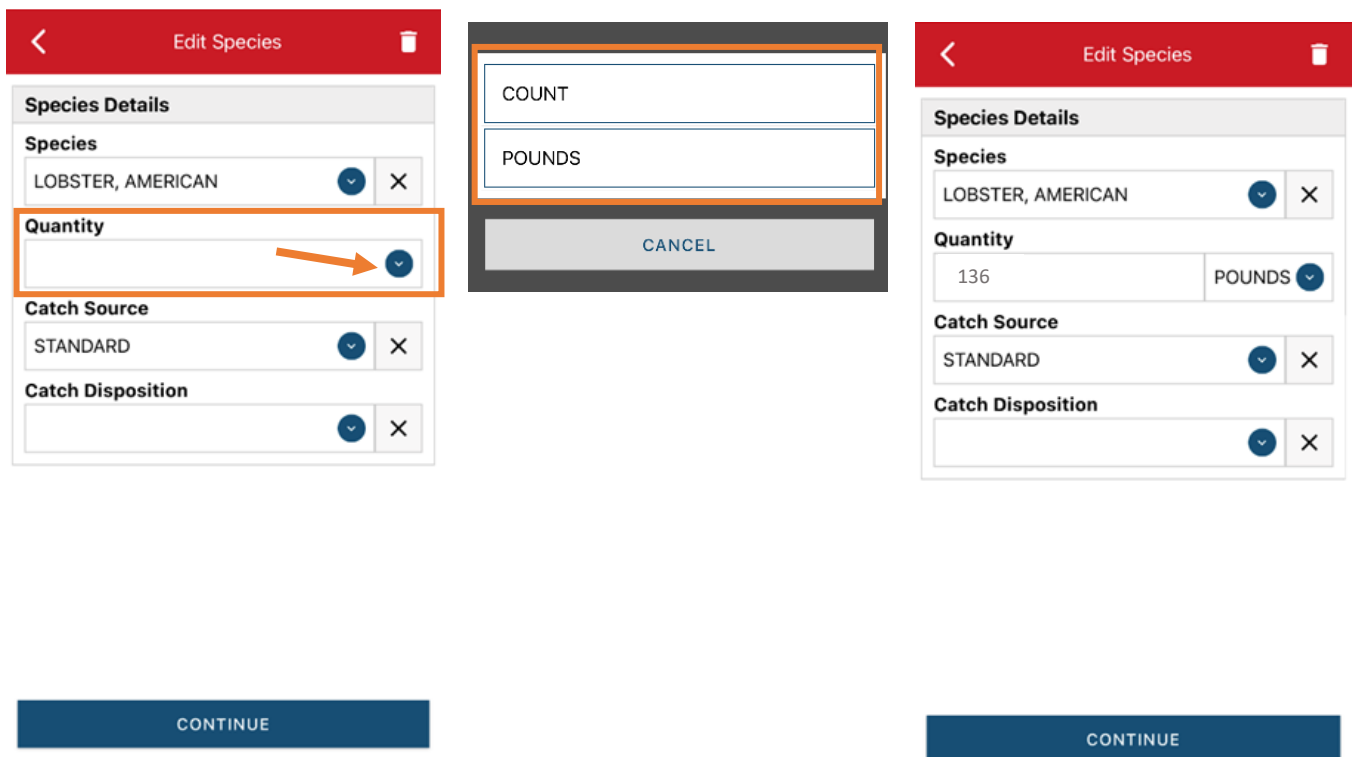 Edit Species
Species Details
Species
LOBSTER, AMERICAN
Quantity
Catch Source
STANDARD
Catch Disposition
CONTINUE
COUNT
POUNDS
CANCEL
Edit Species
Species Details
Species
LOBSTER, AMERICAN
Quantity
136 POUNDS
Catch Source
STANDARD
Catch Disposition
CONTINUE